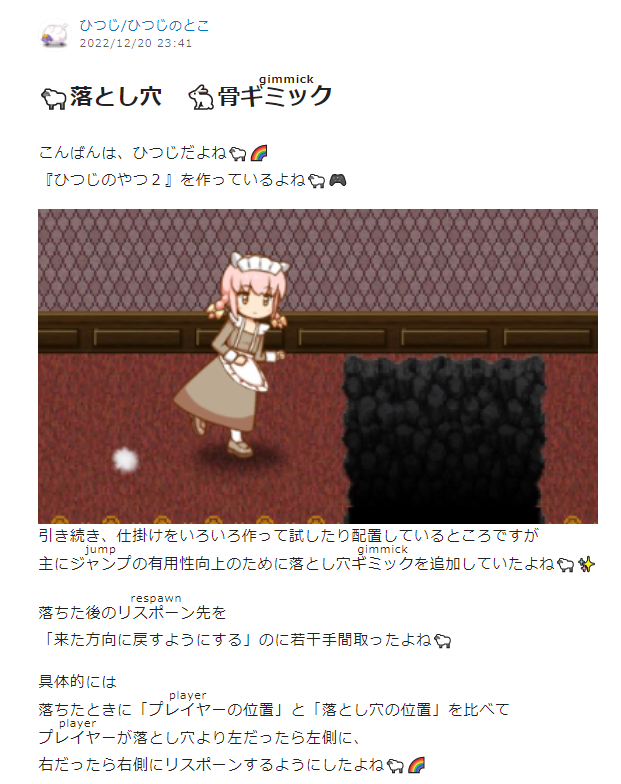 ひつじ/ひつじのとこ
2022/12/20 23:41
gimmick
🐑落とし穴　🐇骨ギミック
こんばんは、ひつじだよね🐑🌈
『ひつじのやつ２』を作っているよね🐑🎮
引き続き、仕掛けをいろいろ作って試したり配置しているところですが
jump gimmick
主にジャンプの有用性向上のために落とし穴ギミックを追加していたよね🐑✨
respawn
落ちた後のリスポーン先を
「来た方向に戻すようにする」のに若干手間取ったよね🐑
具体的には
player
落ちたときに「プレイヤーの位置」と「落とし穴の位置」を比べて
player
プレイヤーが落とし穴より左だったら左側に、
右だったら右側にリスポーンするようにしたよね🐑🌈